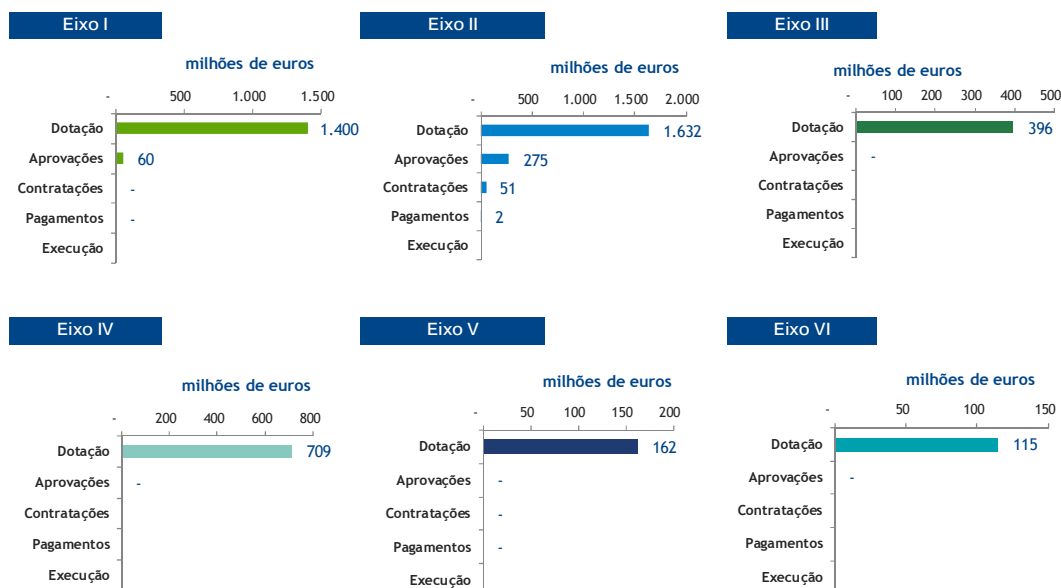 Eixo I
milhões de euros
- 500 1.000 1.500
Dotação 1.400
Aprovações 60
Contratações -
Pagamentos -
Execução
Eixo II
milhões de euros
- 500 1.000 1.500 2.000
Dotação 1.632
Aprovações 275
Contratações 51
Pagamentos 2
Execução
Eixo III
milhões de euros
- 100 200 300 400 500
Dotação 396
Aprovações -
Contratações
Pagamentos
Execução
Eixo IV
milhões de euros
- 200 400 600 800
Dotação 709
Aprovações -
Contratações
Pagamentos
Execução
Eixo V
milhões de euros
- 50 100 150 200
Dotação 162
Aprovações -
Contratações -
Pagamentos -
Execução
Eixo VI
milhões de euros
- 50 100 150
Dotação 115
Aprovações -
Contratações
Pagamentos
Execução